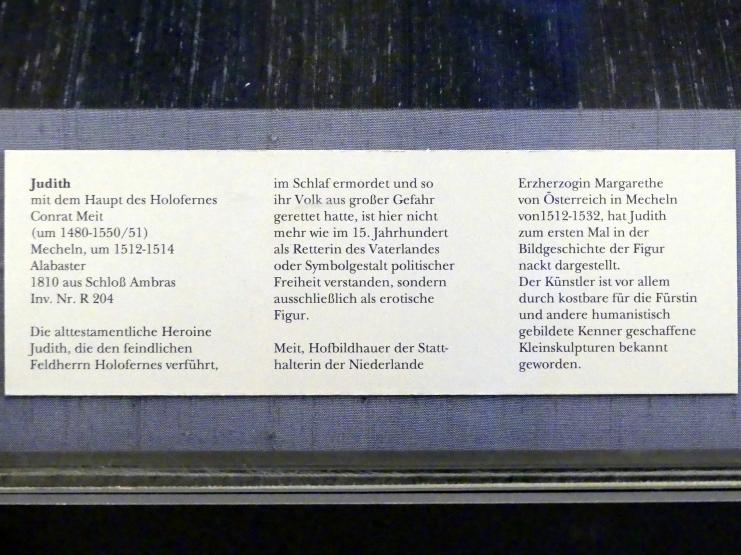 Judith
mit dem Haupt des Holofernes
Conrat Meit
(um 1480-1550/51)
Mecheln, um 1512-1514
Alabaster
1810 aus Schloß Ambras
Inv. Nr. R 204
Die alttestamentliche Heroine
Judith, die den feindlichen
Feldherrn Holofernes verführt,
im Schlaf ermordet und so
ihr Volk aus großer Gefahr
gerettet hatte, ist hier nicht
mehr wie im 15. Jahrhundert
als Retterin des Vaterlandes
oder Symbolgestalt politischer
Freiheit verstanden, sondern
ausschließlich als erotische
Figur.
Meit, Hofbildhauer der Statt-
halterin der Niederlande
Erzherzogin Margarethe
von Österreich in Mecheln
von1512-1532, hat Judith
zum ersten Mal in der
Bildgeschichte der Figur
nackt dargestellt.
Der Künstler ist vor allem
durch kostbare für die Fürstin
und andere humanistisch
gebildete Kenner geschaffene
Kleinskulpturen bekannt
geworden.